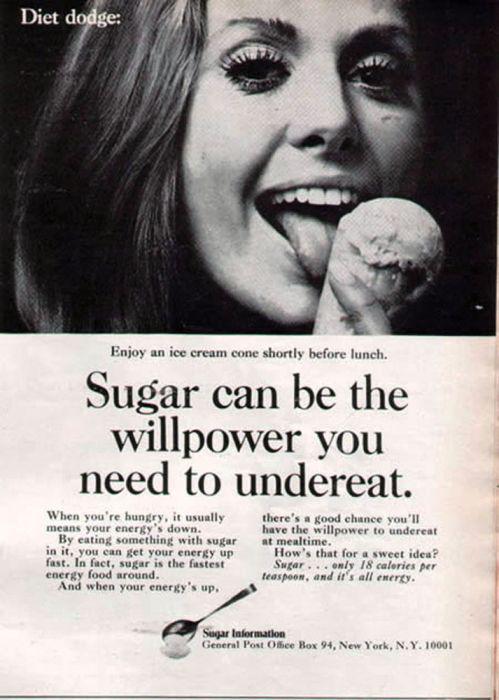 Diet dodge:
Enjoy an ice cream cone shortly before lunch.
Sugar can be the
willpower you
need to undereat.
When you're hungry, it usually
means your energy's down.
By eating something with sugar
in it, you can get your energy up
fast. In fact, sugar is the fastest
energy food around.
And when your energy's up,
there's a good chance you'll
have the willpower to undereat
at mealtime.
How's that for a sweet idea?
Sugar . . . only 18 calories per
teaspoon, and it's all energy.
Sugar Information
General Post Office Box 94, New York, N.Y. 10001